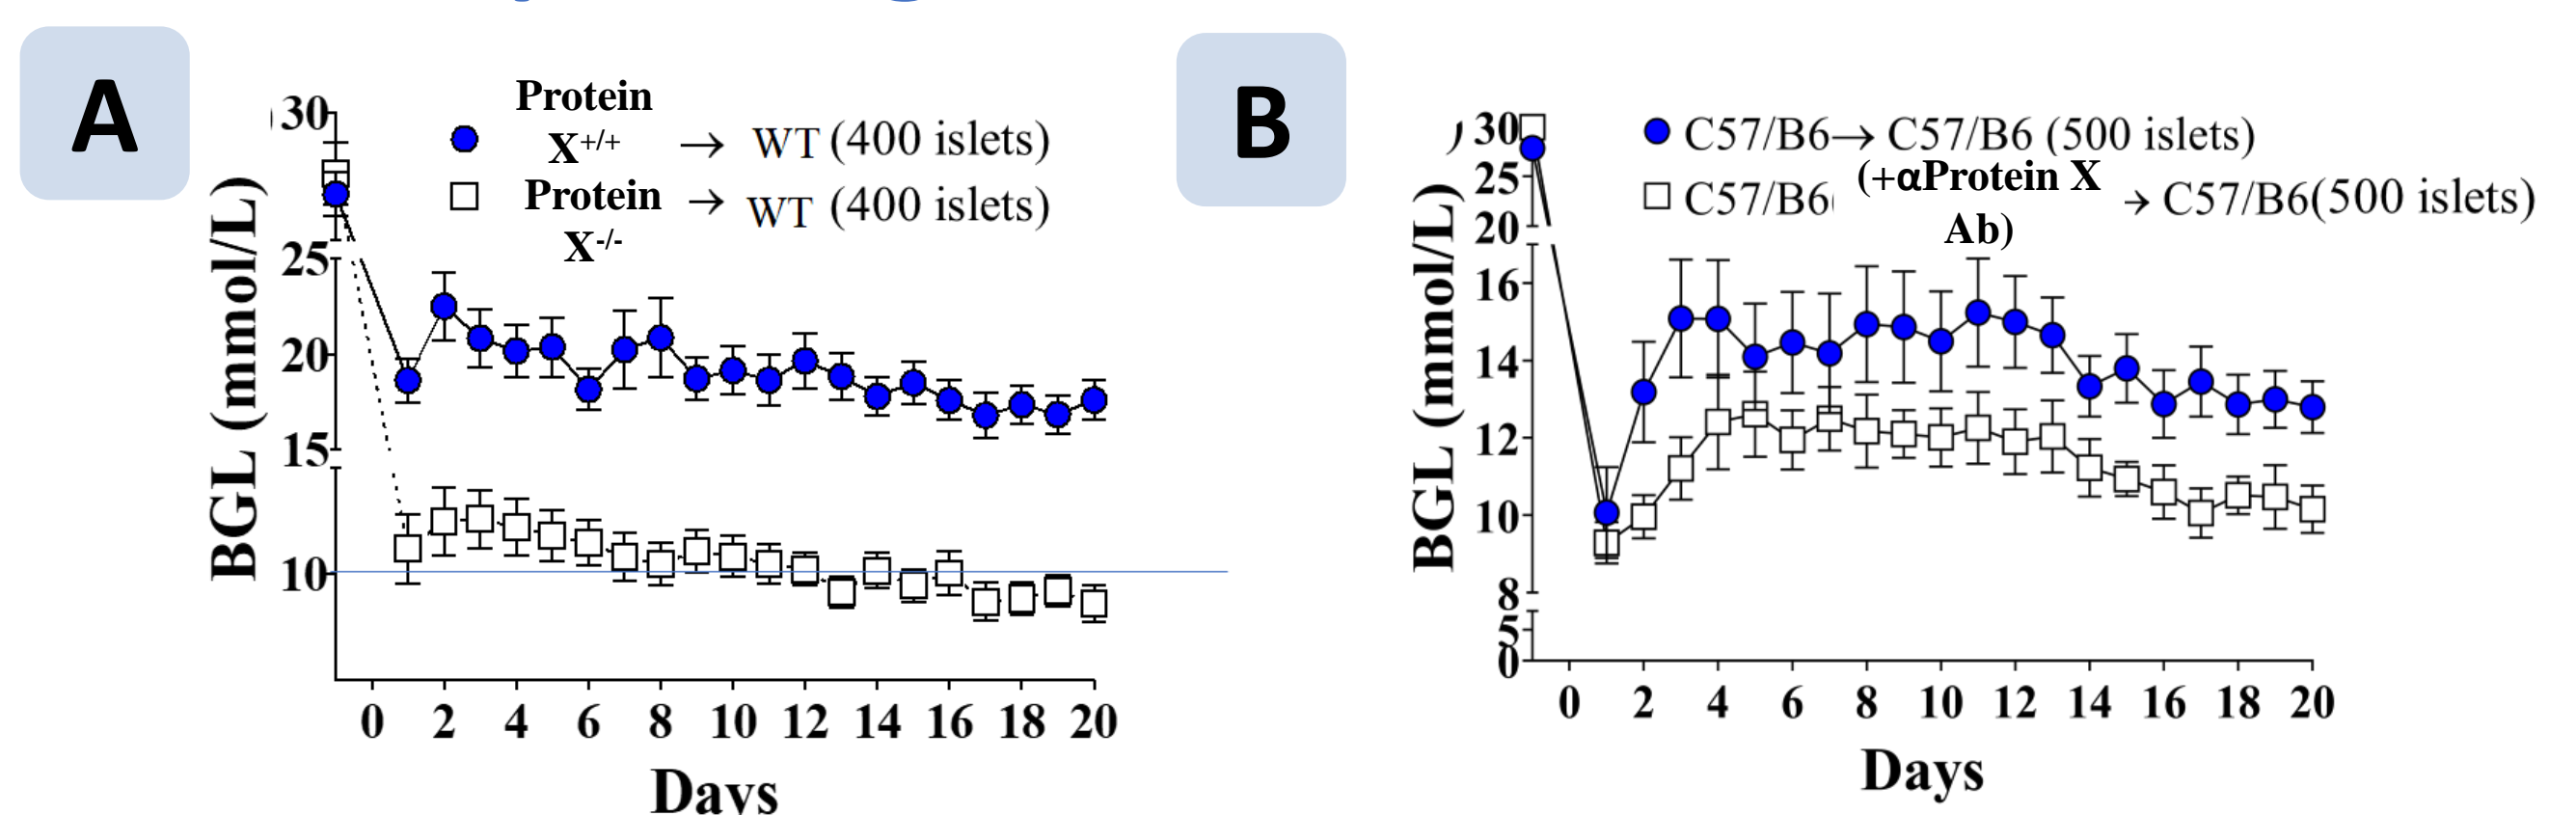 A
Protein
X+/+ → WT (400 islets)
Protein
X-/- → WT (400 islets)
BGL (mmol/L)
30
25
20
15
10
0 2 4 6 8 10 12 14 16 18 20
Days
B
C57/B6→ C57/B6 (500 islets)
C57/B6 (+αProtein X
Ab) → C57/B6(500 islets)
BGL (mmol/L)
30
25
20
16
14
12
10
8
5
0
0 2 4 6 8 10 12 14 16 18 20
Days